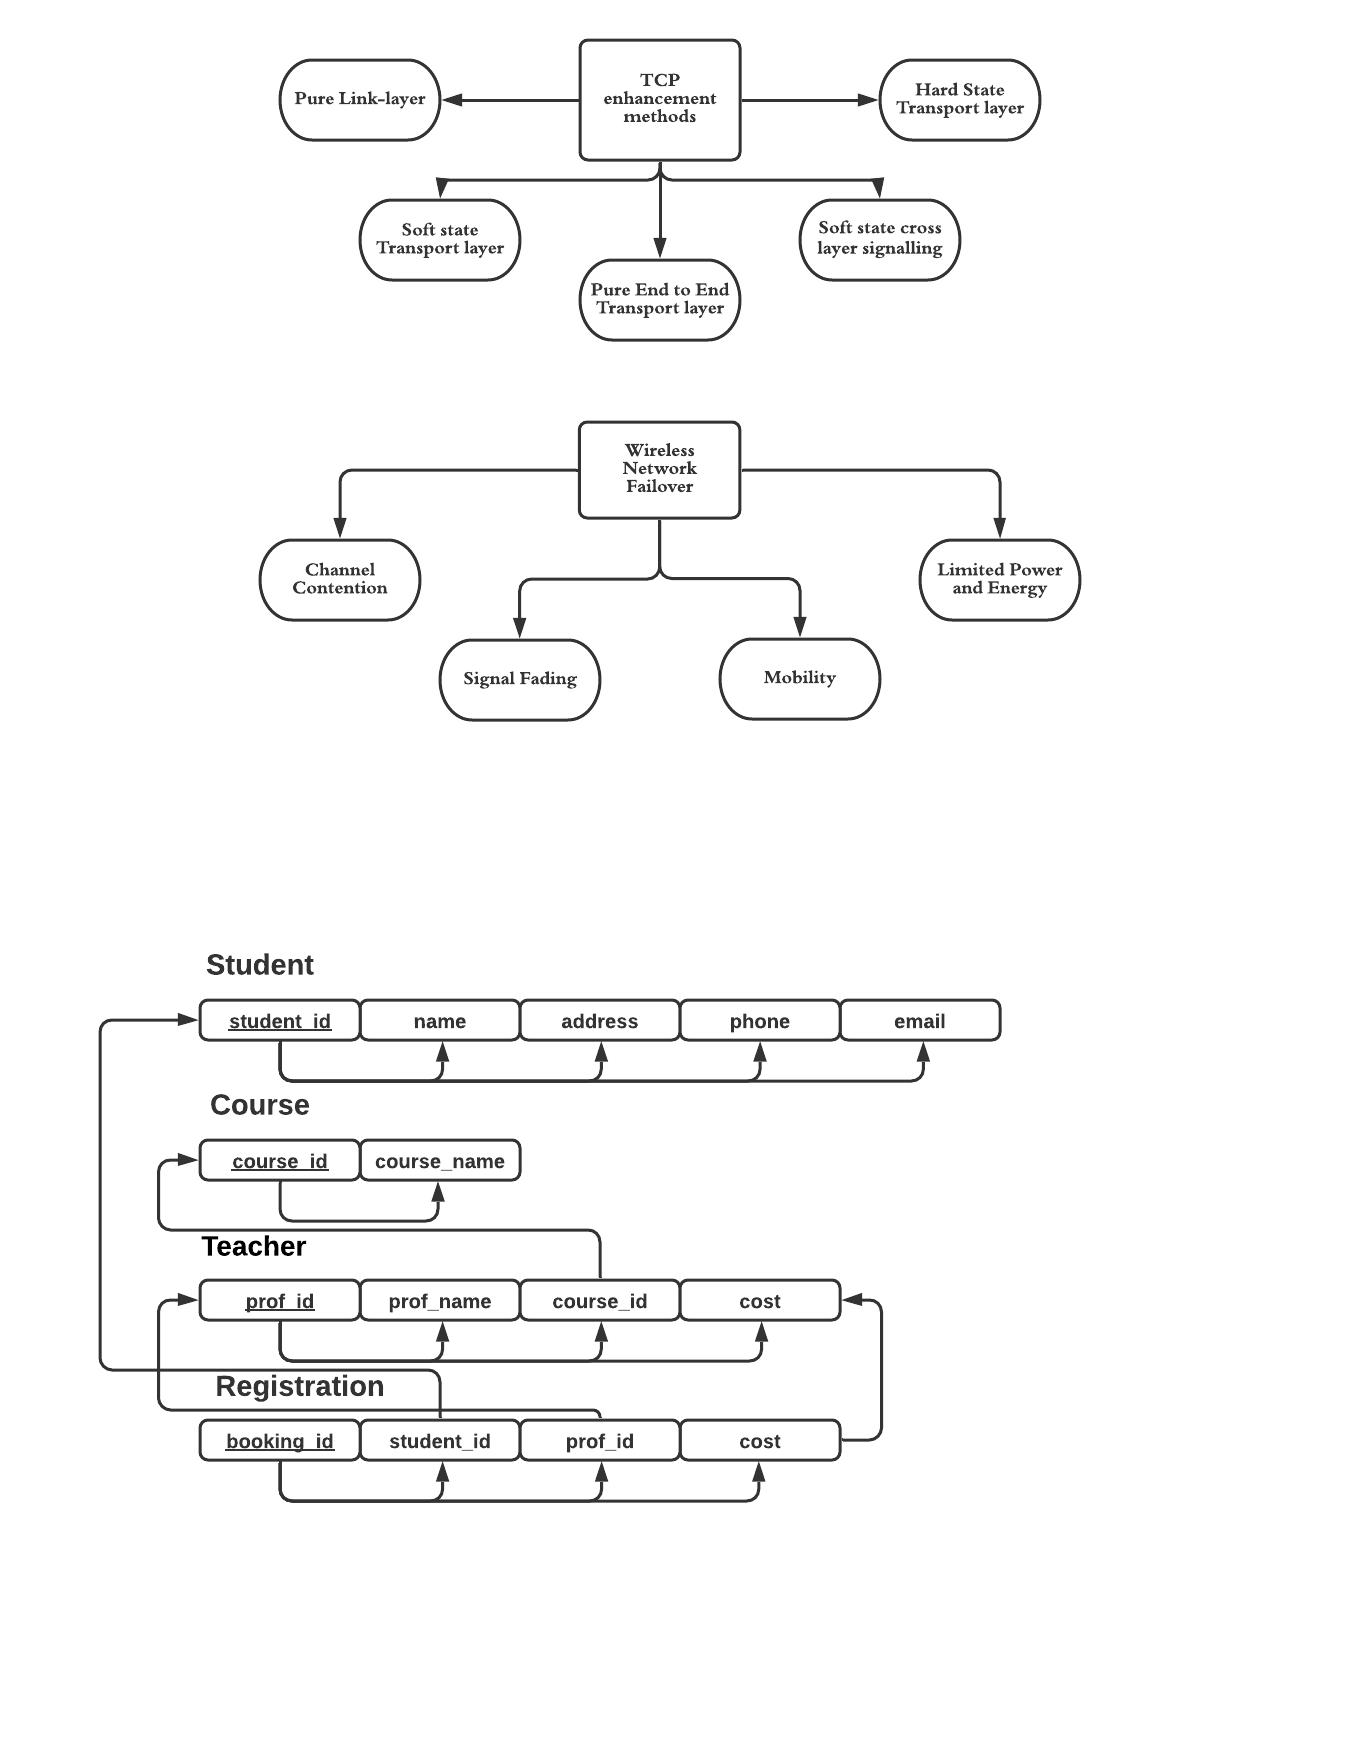 TCP
enhancement
methods
Pure Link-layer
Hard State
Transport layer
Soft state
Transport layer
Soft state cross
layer signalling
Pure End to End
Transport layer
Wireless
Network
Failover
Channel
Contention
Limited Power
and Energy
Signal Fading
Mobility
Student
student_id name address phone email
Course
course_id course_name
Teacher
prof_id prof_name course_id cost
Registration
booking_id student_id prof_id cost